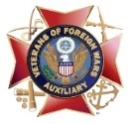 VETERANS OF FOREIGN WARS
AUXILIARY